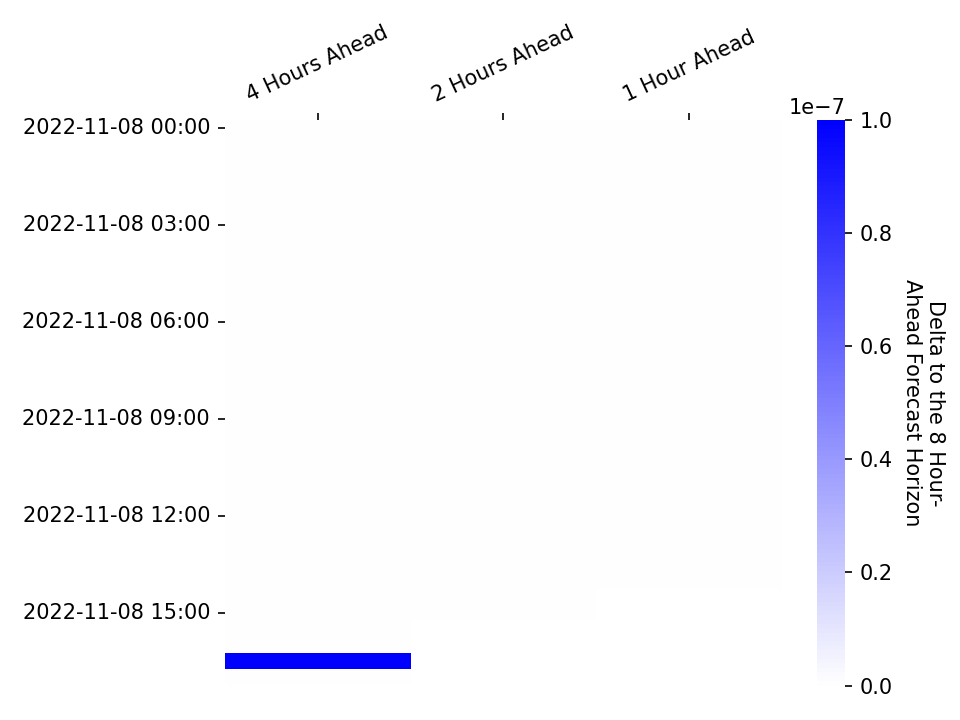 4 Hours Ahead
2 Hours Ahead
1 Hour Ahead
2022-11-08 00:00
2022-11-08 03:00
2022-11-08 06:00
2022-11-08 09:00
2022-11-08 12:00
2022-11-08 15:00
1e−7
1.0
0.8
0.6
0.4
0.2
0.0
Delta to the 8 Hour-
Ahead Forecast Horizon